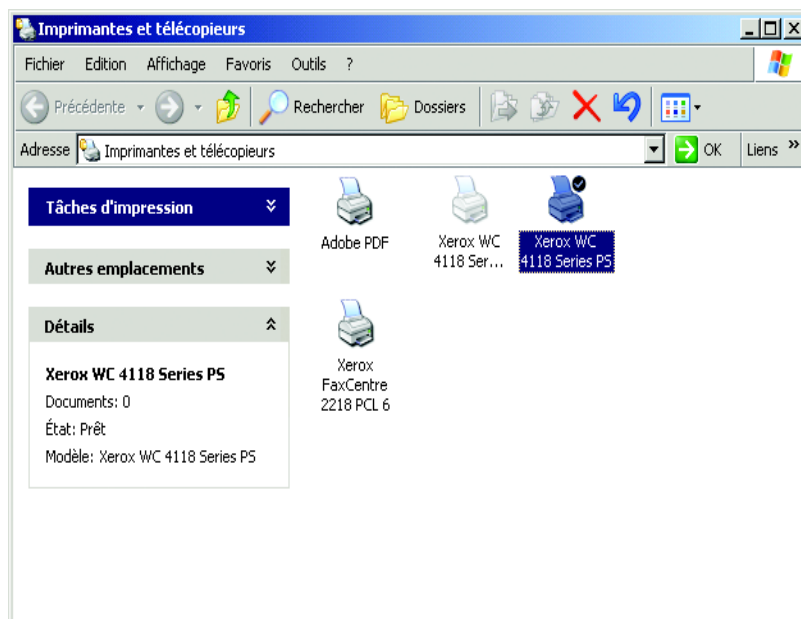 Imprimantes et télécopieurs
Fichier Edition Affichage Favoris Outils ?
Précédente Rechercher Dossiers
Adresse Imprimantes et télécopieurs OK Liens »
Tâches d'impression
Autres emplacements
Détails
Xerox WC 4118 Series PS
Documents: 0
État: Prêt
Modèle: Xerox WC 4118 Series PS
Adobe PDF
Xerox WC
4118 Ser...
Xerox WC
4118 Series PS
Xerox
FaxCentre
2218 PCL 6